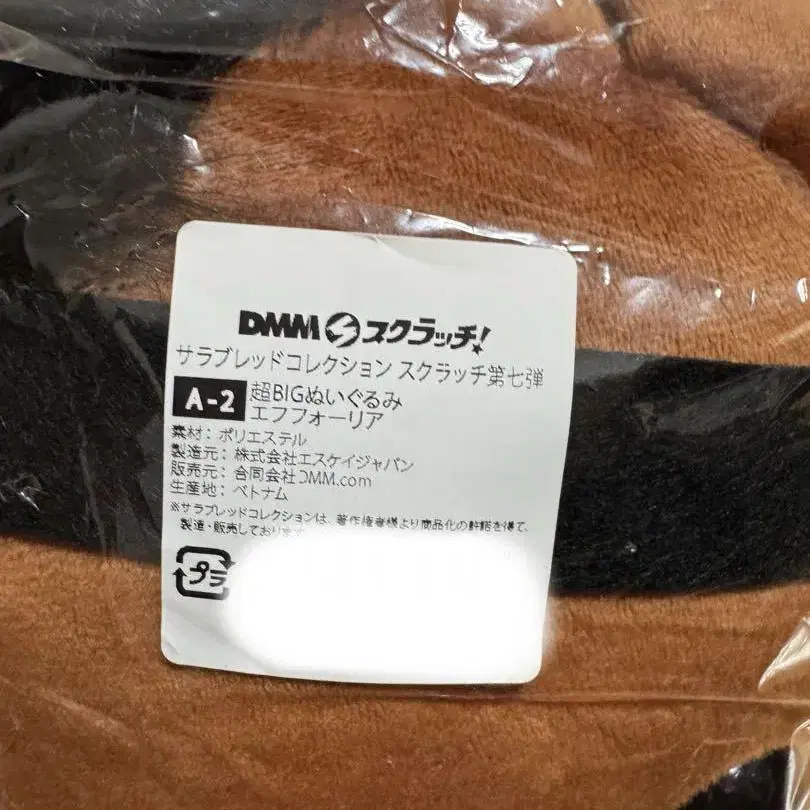 DMMスクラッチ!
サラブレッドコレクション スクラッチ第七弾
A-2 超BIGぬいぐるみ
エフフォーリア
素材：ポリエステル
製造元：株式会社エスケイジャパン
販売元：合同会社DMM.com
生産地：ベトナム
※サラブレッドコレクションは、著作権者様より商品化の許諾を得て、
製造・販売しており
プラ